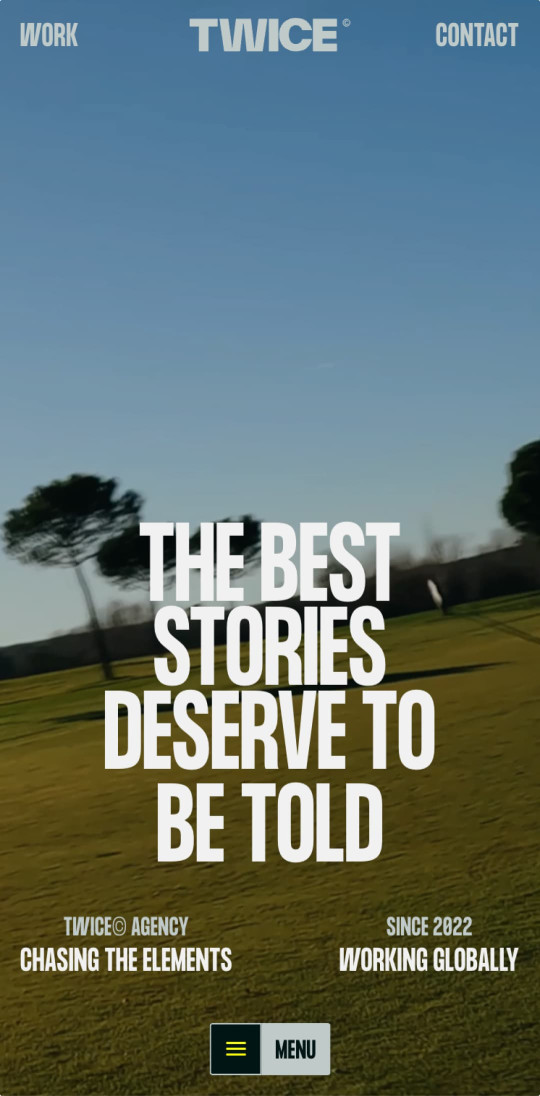 WORK
TWICE©
CONTACT
THE BEST
STORIES
DESERVE TO
BE TOLD
TWICE© AGENCY
CHASING THE ELEMENTS
SINCE 2022
WORKING GLOBALLY
MENU